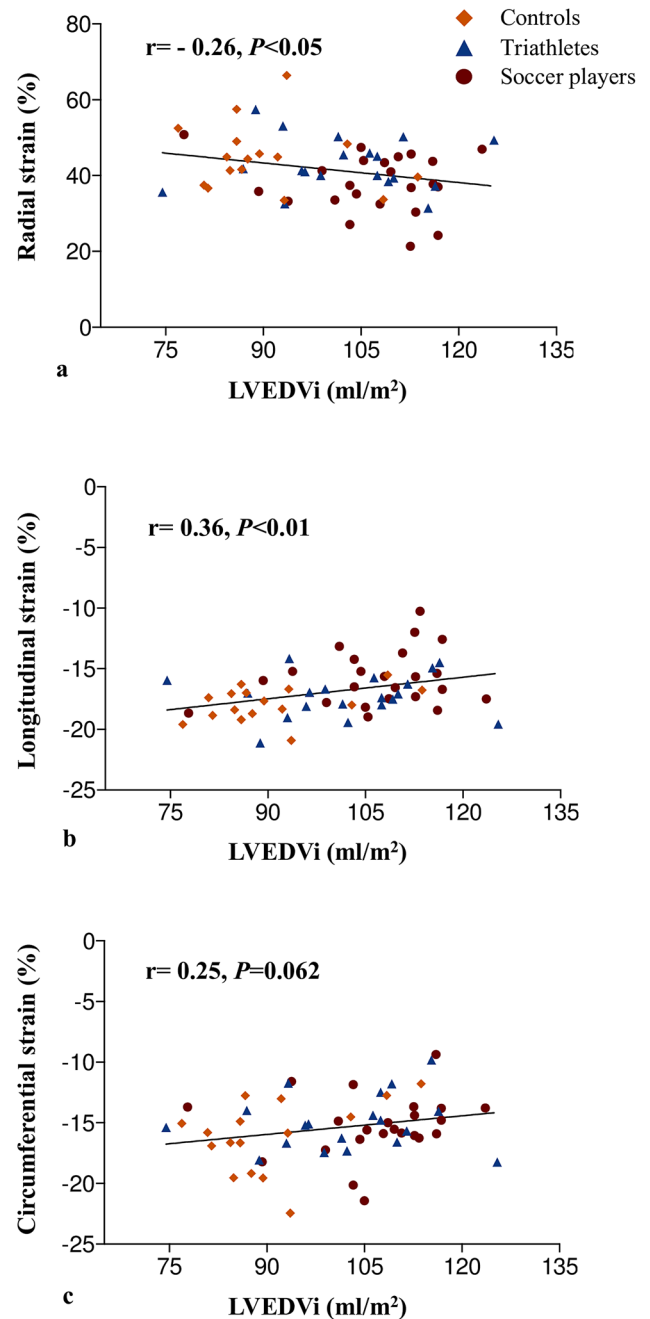 Controls
Triathletes
Soccer players
r= - 0.26, P<0.05
Radial strain (%)
80
60
40
20
0
75 90 105 120 135
LVEDVi (ml/m²)
a
r= 0.36, P<0.01
Longitudinal strain (%)
0
-5
-10
-15
-20
-25
75 90 105 120 135
LVEDVi (ml/m²)
b
r= 0.25, P=0.062
Circumferential strain (%)
0
-5
-10
-15
-20
-25
75 90 105 120 135
LVEDVi (ml/m²)
c